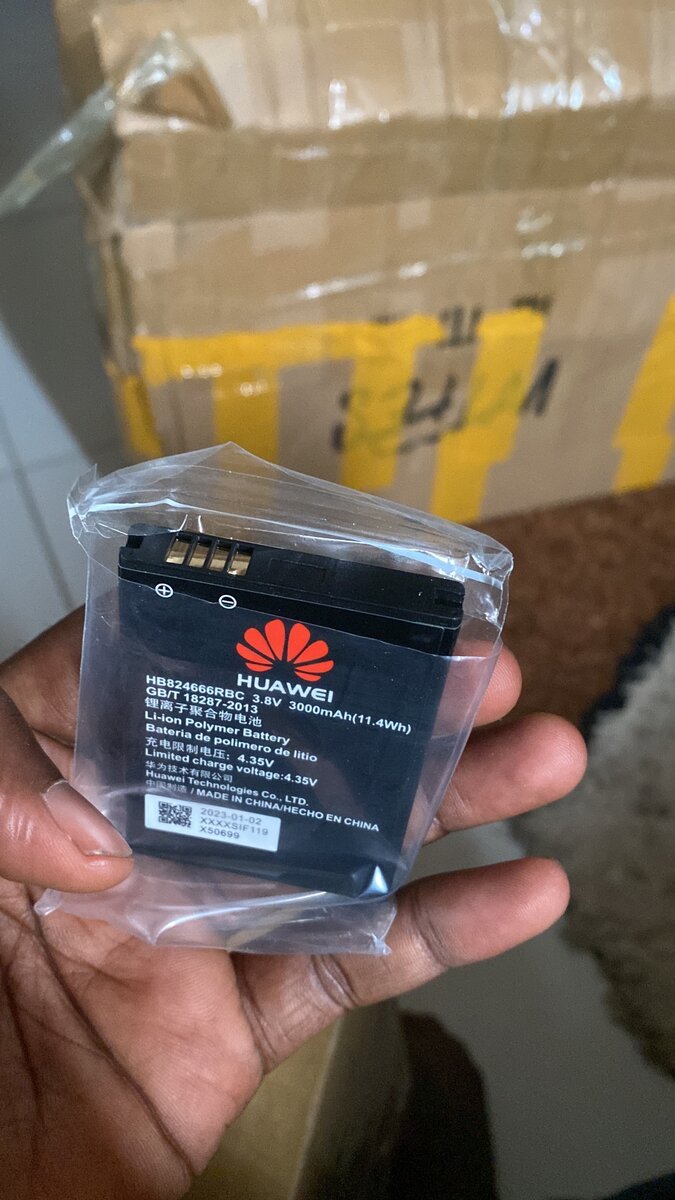 HUAWEI
HB824666RBC 3.8V 3000mAh(11.4Wh)
GB/T 18287-2013
锂离子聚合物电池
Li-ion Polymer Battery
Bateria de polimero de litio
充电限制电压：4.35V
Limited charge voltage:4.35V
华为技术有限公司
Huawei Technologies Co., LTD.
中国制造 / MADE IN CHINA/HECHO EN CHINA
2023-01-02
XXXXSIF119
X50699